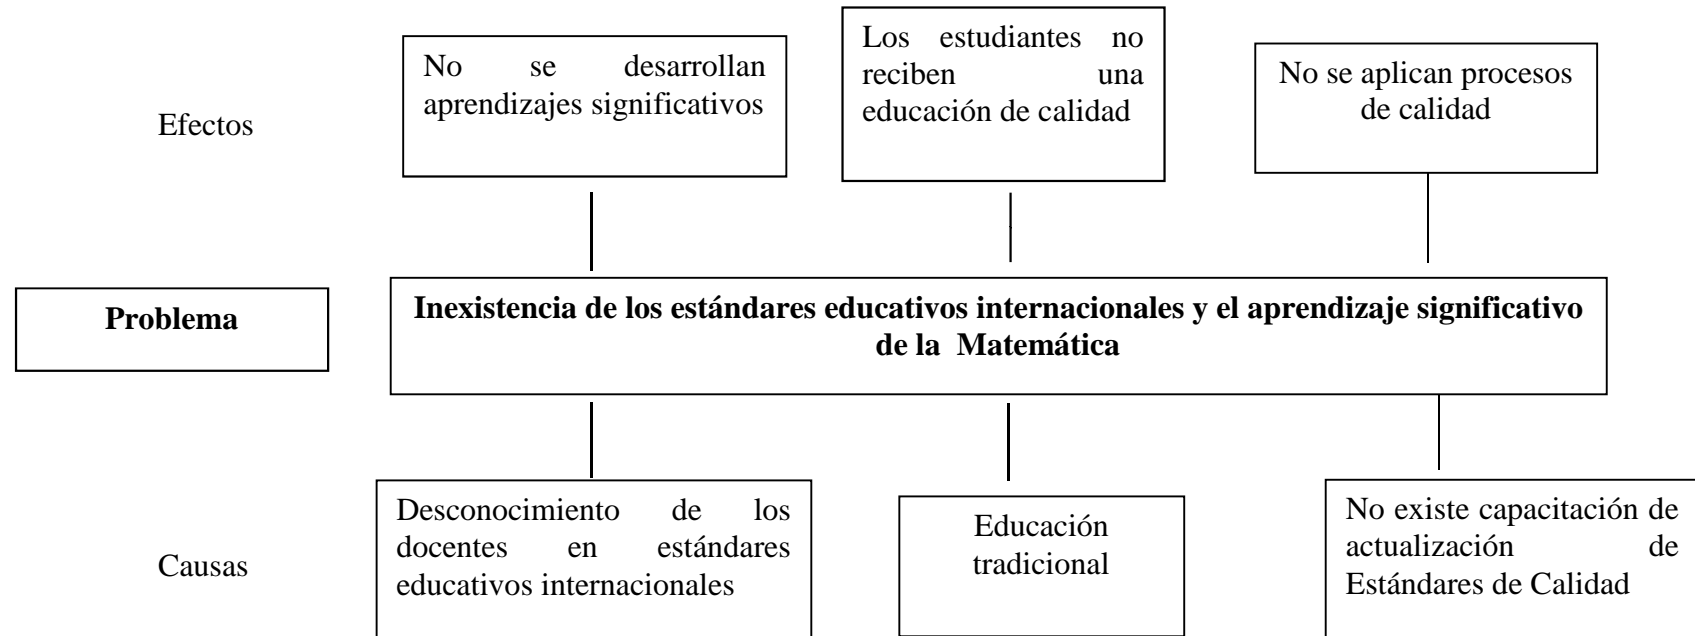 No se desarrollan
aprendizajes significativos
Los estudiantes no
reciben una
educación de calidad
No se aplican procesos
de calidad
Efectos
Problema
Inexistencia de los estándares educativos internacionales y el aprendizaje significativo
de la Matemática
Desconocimiento de los
docentes en estándares
educativos internacionales
Educación
tradicional
No existe capacitación de
actualización de
Estándares de Calidad
Causas